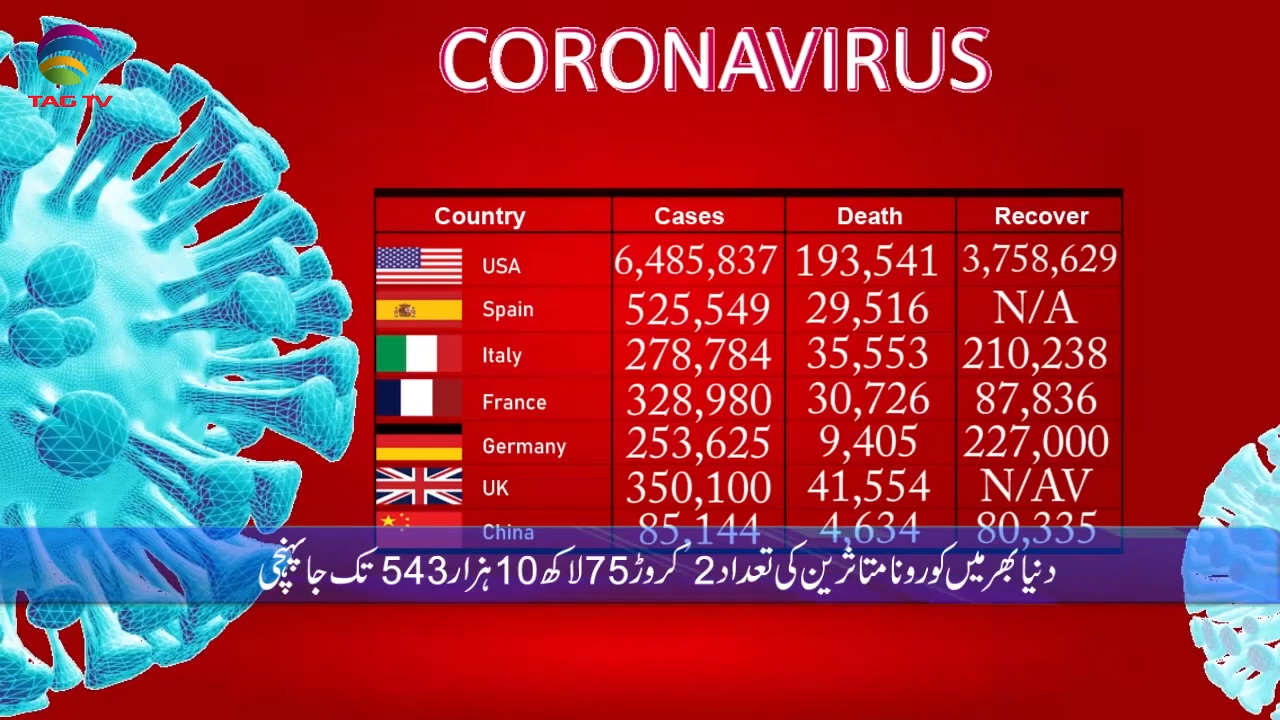 TAG TV
CORONAVIRUS
Country Cases Death Recover
USA 6,485,837 193,541 3,758,629
Spain 525,549 29,516 N/A
Italy 278,784 35,553 210,238
France 328,980 30,726 87,836
Germany 253,625 9,405 227,000
UK 350,100 41,554 N/AV
China 85,144 4,634 80,335
دنیا بھر میں کورونا متاثرین کی تعداد 2 کروڑ 75 لاکھ 10 ہزار 543 تک جا پہنچی